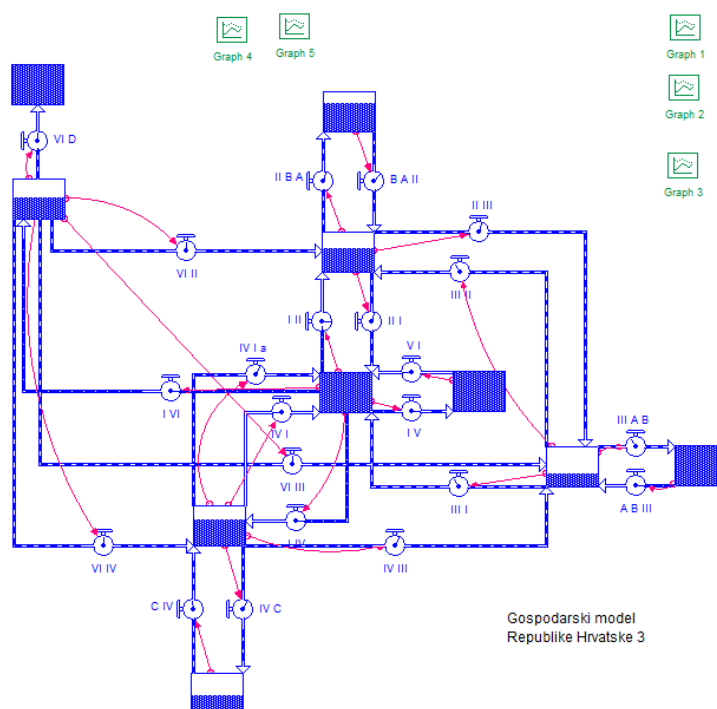 Graph 4
Graph 5
Graph 1
Graph 2
Graph 3
VI D
II B A
B A II
II III
VI II
III II
I II
II I
IV I a
V I
I VI
I V
IV I
III A B
VI III
III I
A B III
I IV
VI IV
IV III
C IV
IV C
Gospodarski model
Republike Hrvatske 3